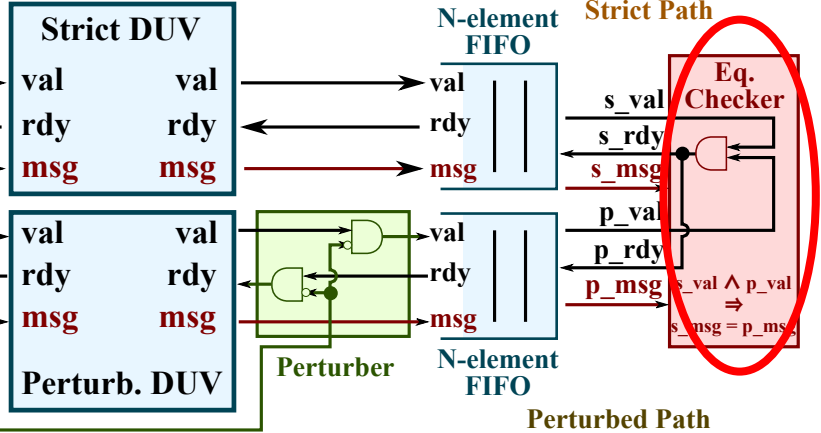 Strict Path
Strict DUV
val val
rdy rdy
msg msg
N-element
FIFO
val
rdy
msg
s_val
s_rdy
s_msg
Eq.
Checker
val val
rdy rdy
msg msg
Perturb. DUV
Perturber
val
rdy
msg
N-element
FIFO
p_val
p_rdy
p_msg
s_val ∧ p_val
⇒
s_msg = p_msg
Perturbed Path